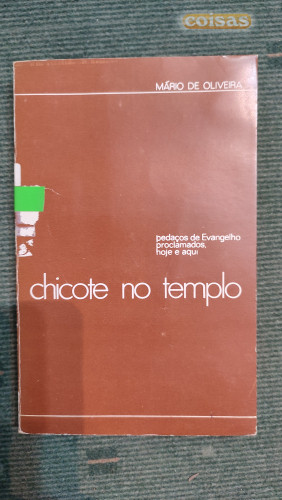 coisas
MÁRIO DE OLIVEIRA
pedaços de Evangelho
proclamados,
hoje e aqui
chicote no templo